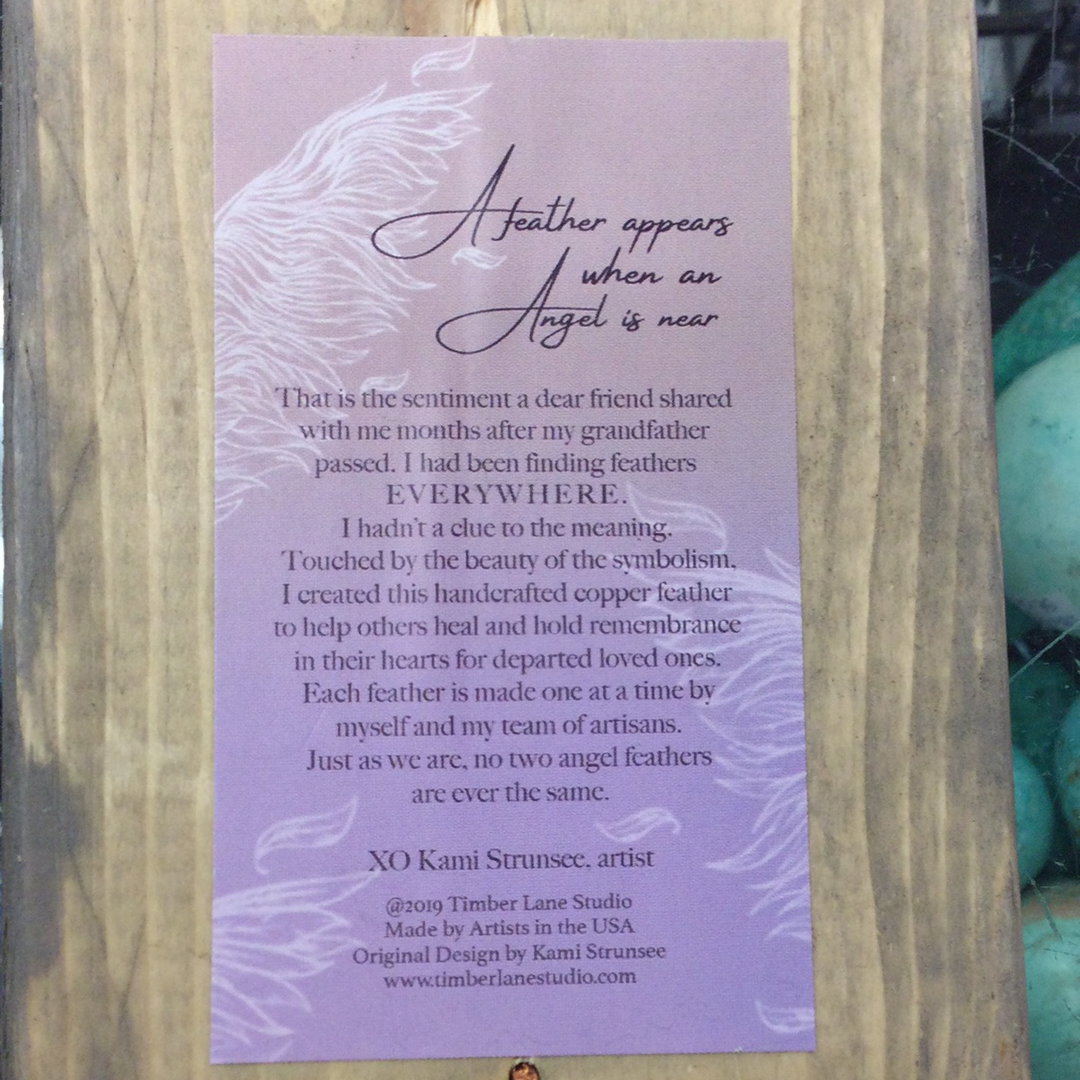 A feather appears
when an
Angel is near
That is the sentiment a dear friend shared
with me months after my grandfather
passed. I had been finding feathers
EVERYWHERE.
I hadn't a clue to the meaning.
Touched by the beauty of the symbolism,
I created this handcrafted copper feather
to help others heal and hold remembrance
in their hearts for departed loved ones.
Each feather is made one at a time by
myself and my team of artisans.
Just as we are, no two angel feathers
are ever the same.
XO Kami Strunsee, artist
@2019 Timber Lane Studio
Made by Artists in the USA
Original Design by Kami Strunsee
www.timberlanestudio.com